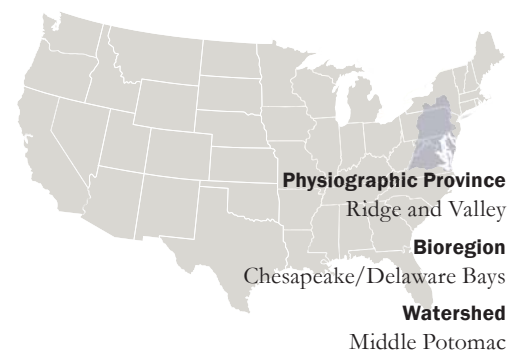 Physiographic Province
Ridge and Valley
Bioregion
Chesapeake/Delaware Bays
Watershed
Middle Potomac